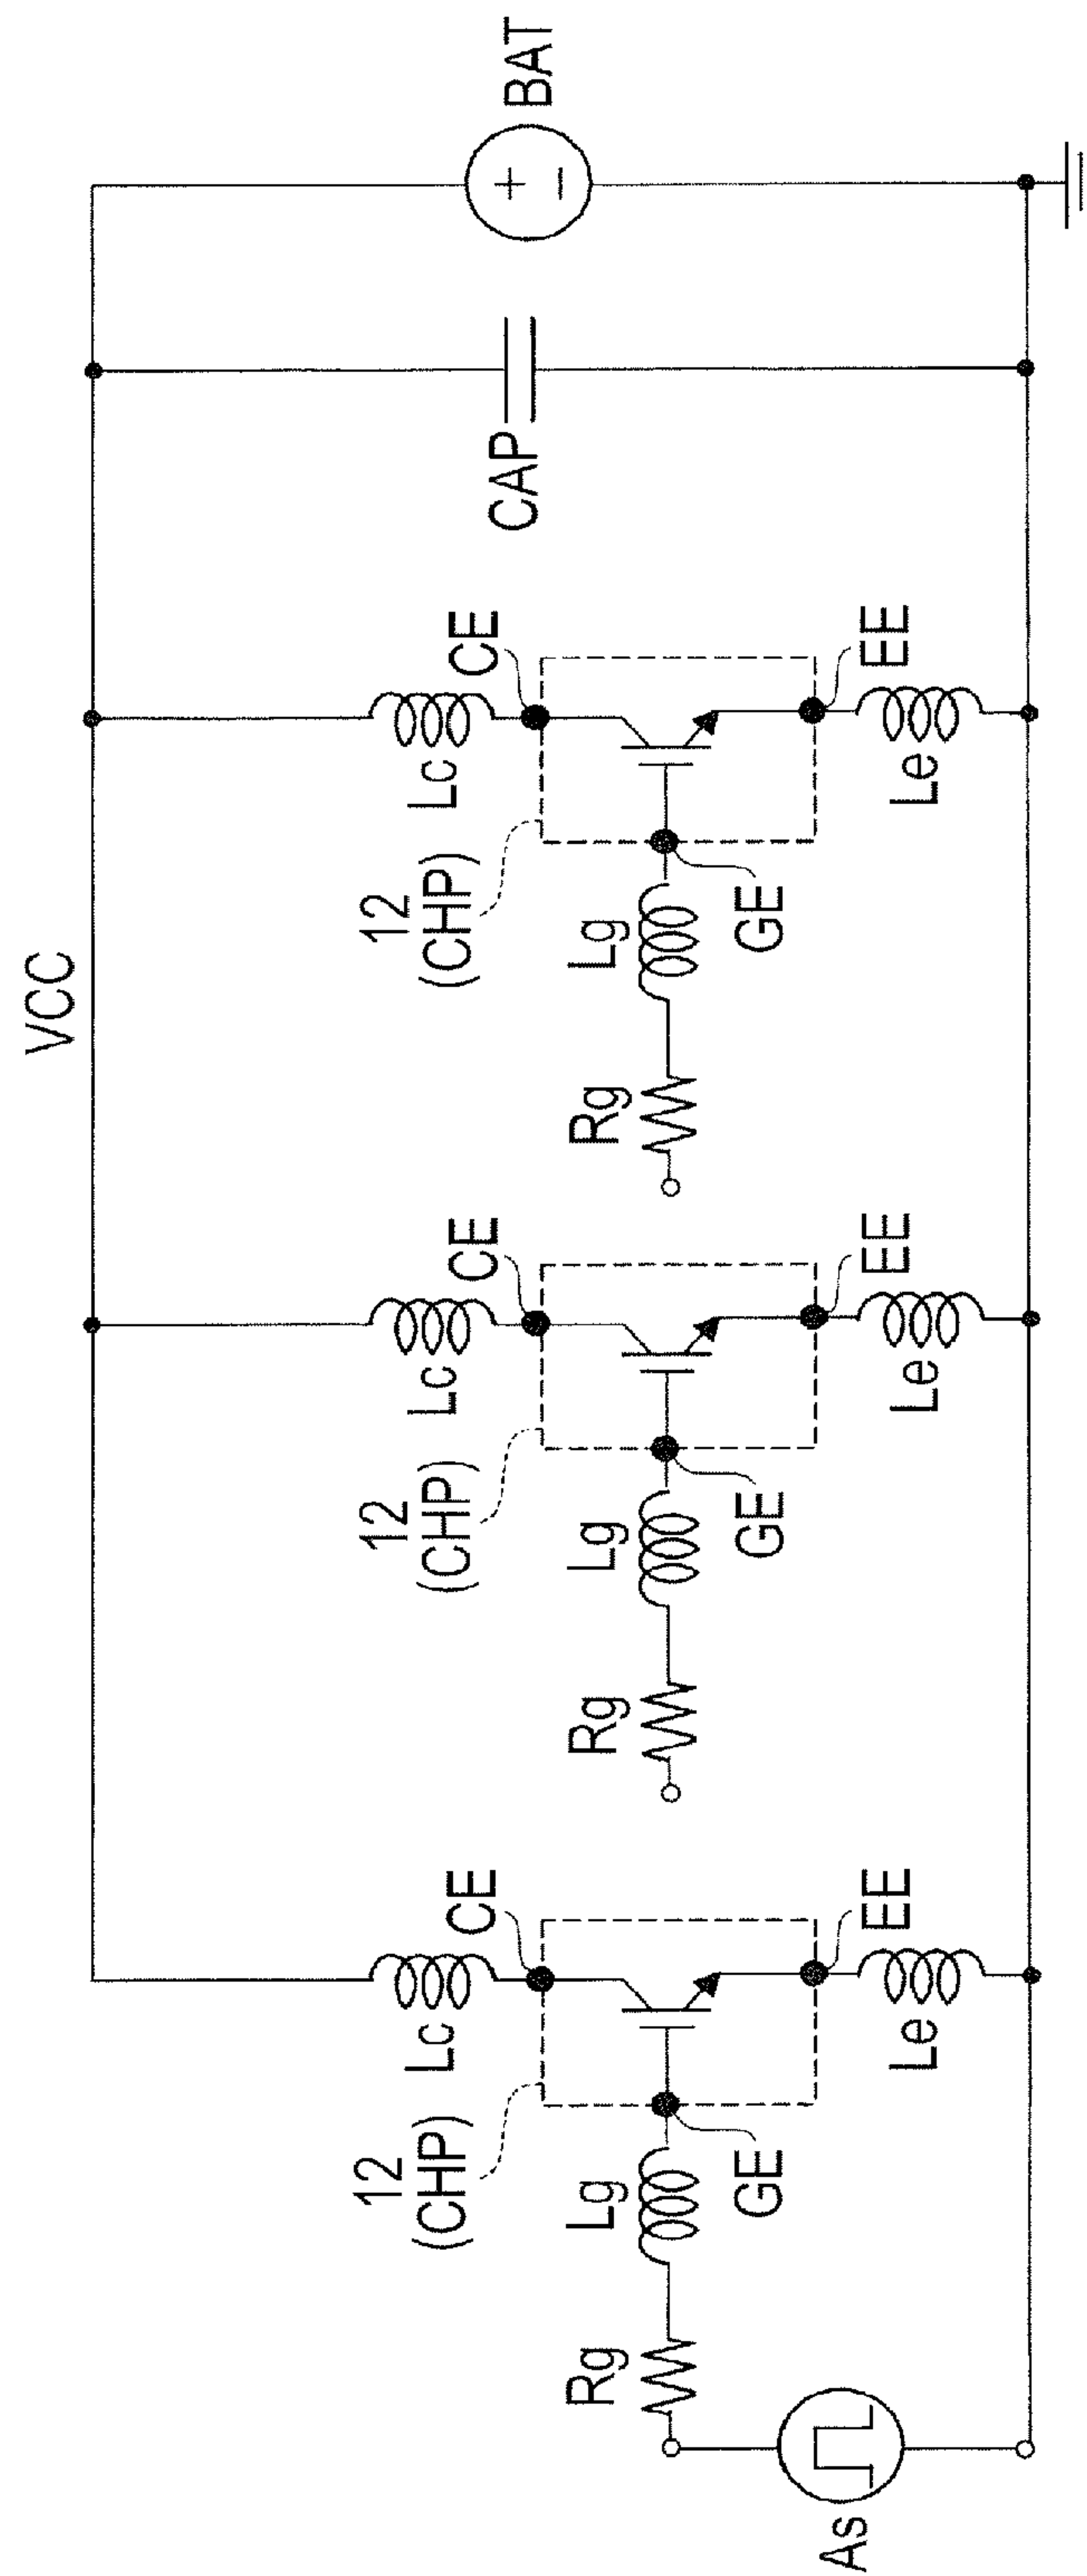 VCC
Lc
CE
12
(CHP)
Rg
Lg
GE
EE
Le
As
Lc
CE
12
(CHP)
Rg
Lg
GE
EE
Le
Lc
CE
12
(CHP)
Rg
Lg
GE
EE
Le
CAP
+
−
BAT